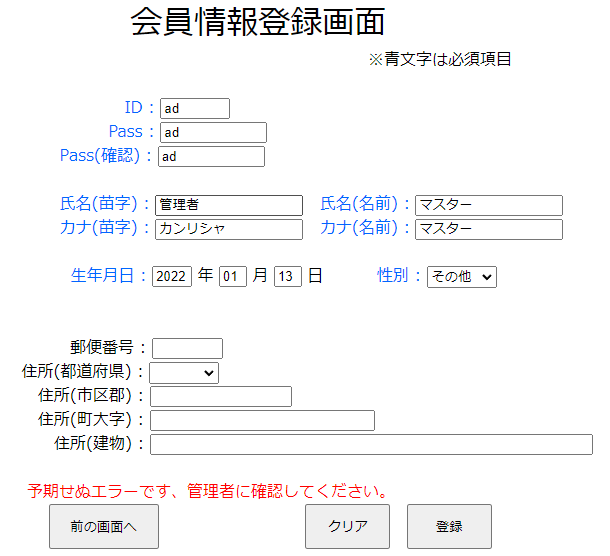 会員情報登録画面
※青文字は必須項目
ID : ad
Pass : ad
Pass(確認) : ad
氏名(苗字) : 管理者 氏名(名前) : マスター
カナ(苗字) : カンリシャ カナ(名前) : マスター
生年月日 : 2022 年 01 月 13 日 性別 : その他
郵便番号 :
住所(都道府県) :
住所(市区郡) :
住所(町大字) :
住所(建物) :
予期せぬエラーです、管理者に確認してください。
前の画面へ クリア 登録